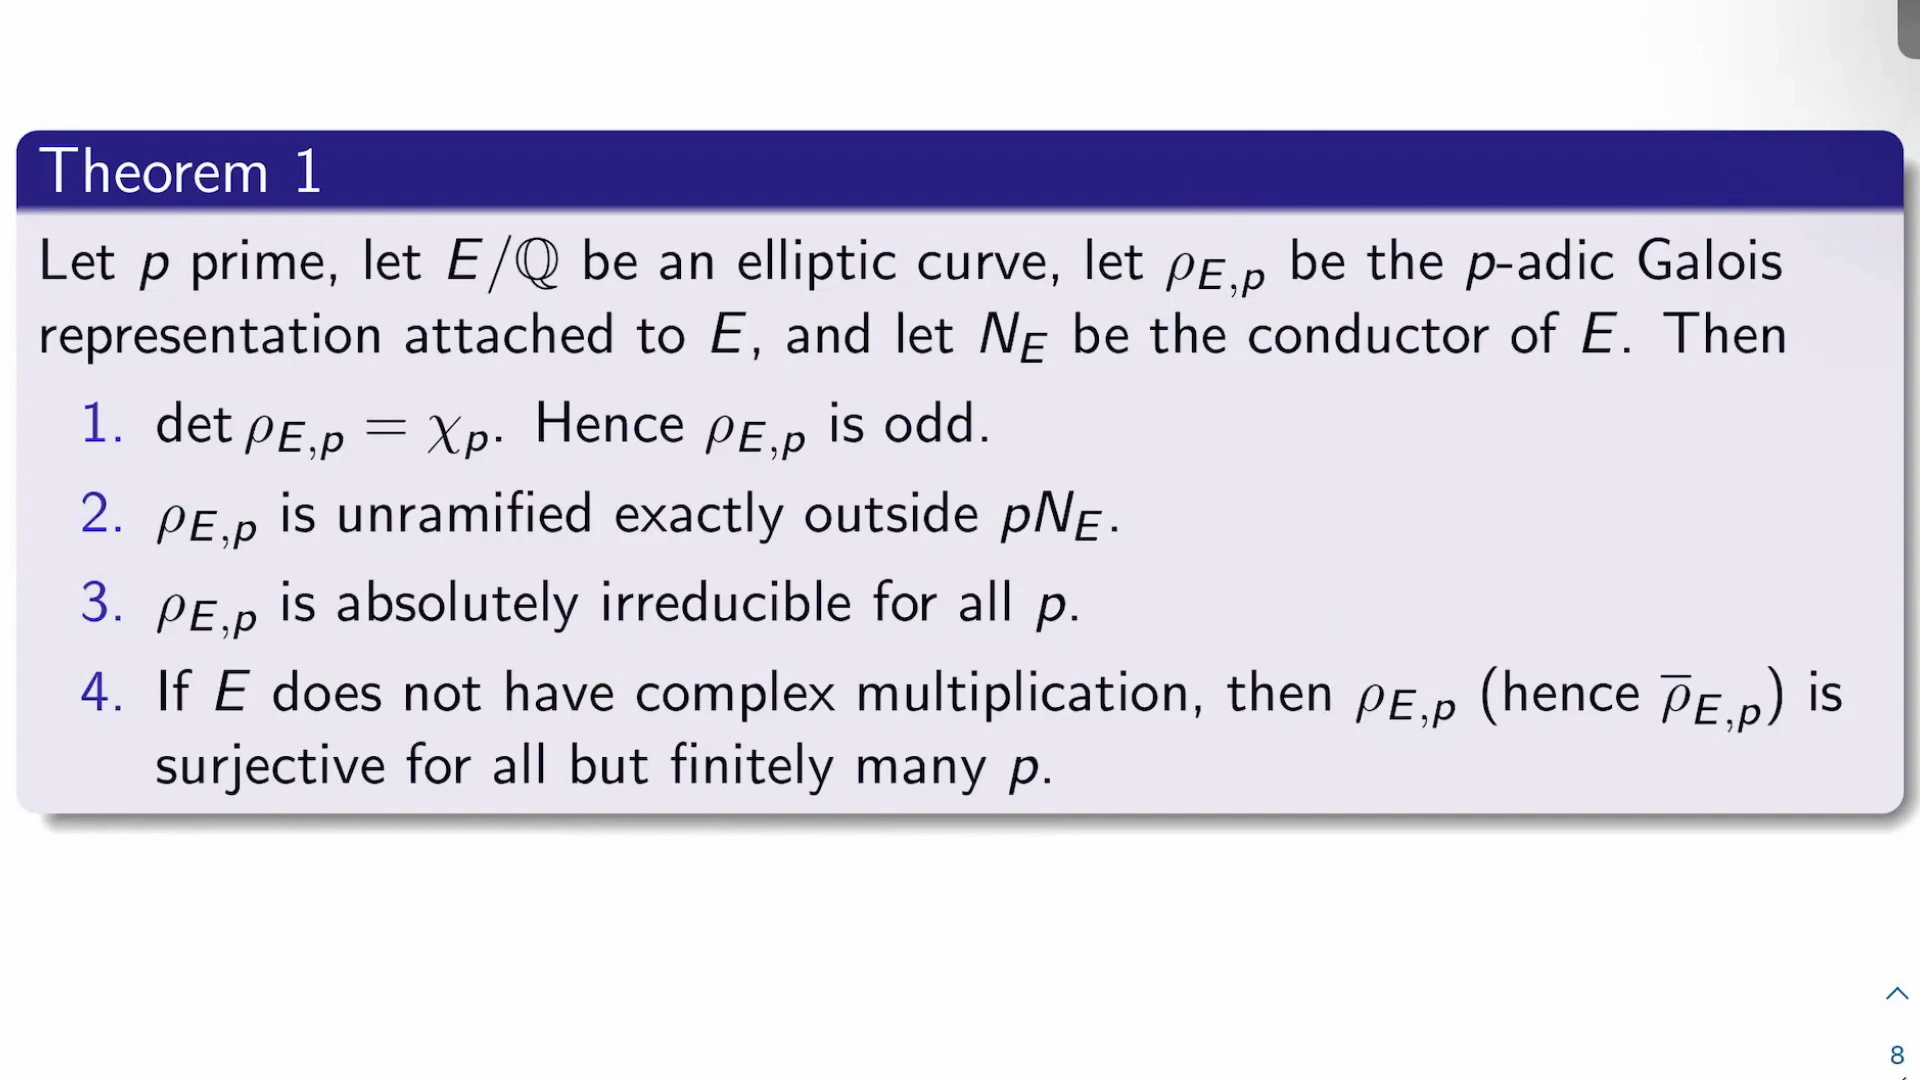 Theorem 1
Let p prime, let E/ℚ be an elliptic curve, let ρ_{E,p} be the p-adic Galois
representation attached to E, and let N_E be the conductor of E. Then
1. det ρ_{E,p} = χ_p. Hence ρ_{E,p} is odd.
2. ρ_{E,p} is unramified exactly outside pN_E.
3. ρ_{E,p} is absolutely irreducible for all p.
4. If E does not have complex multiplication, then ρ_{E,p} (hence ρ̅_{E,p}) is
surjective for all but finitely many p.
8